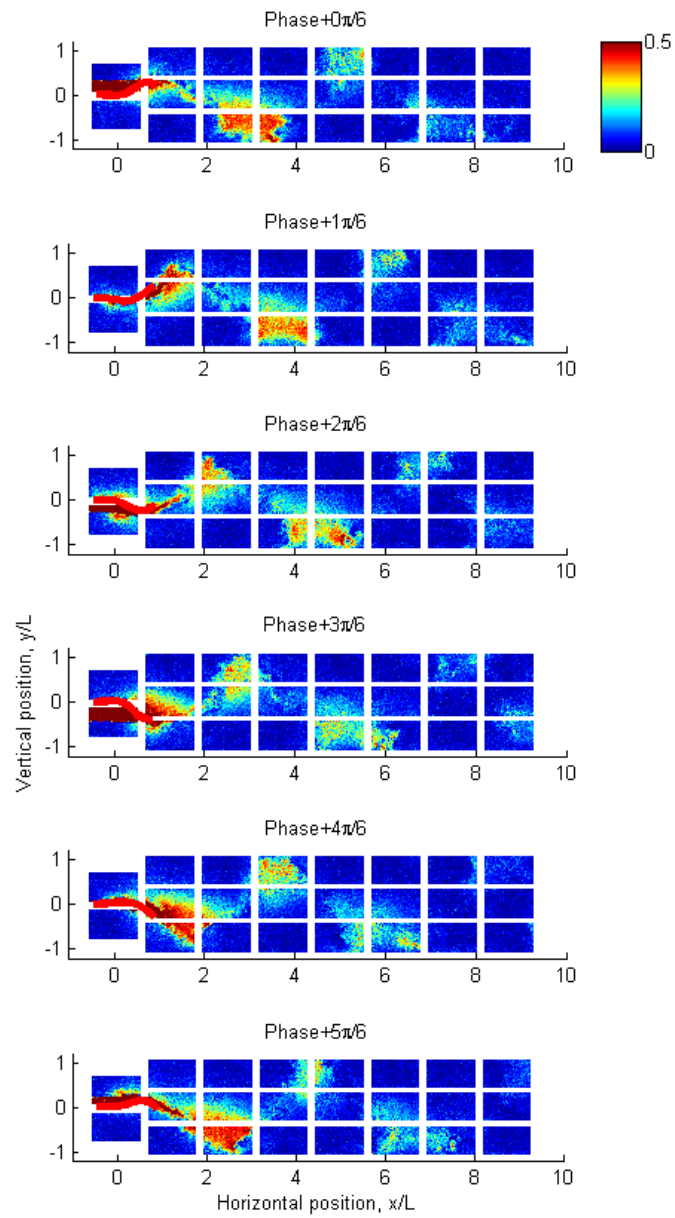 Phase+0π/6
1
0
-1
0 2 4 6 8 10
0.5
0
Phase+1π/6
1
0
-1
0 2 4 6 8 10
Phase+2π/6
1
0
-1
0 2 4 6 8 10
Phase+3π/6
1
0
-1
0 2 4 6 8 10
Vertical position, y/L
Phase+4π/6
1
0
-1
0 2 4 6 8 10
Phase+5π/6
1
0
-1
0 2 4 6 8 10
Horizontal position, x/L